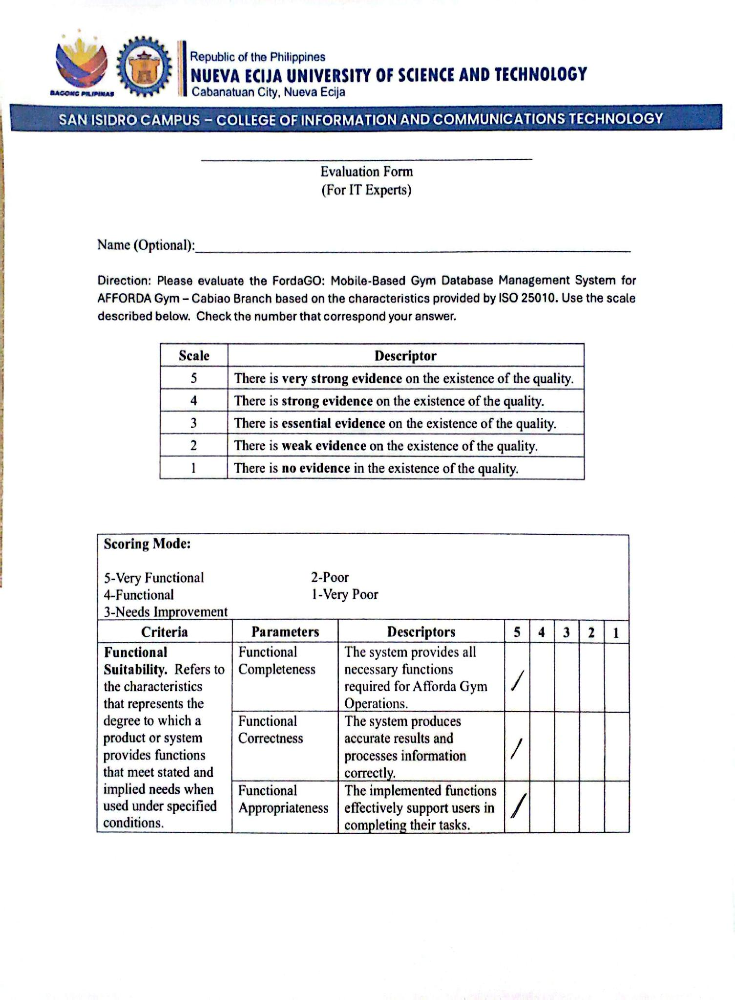 BAGONG PILIPINAS
Republic of the Philippines
NUEVA ECIJA UNIVERSITY OF SCIENCE AND TECHNOLOGY
Cabanatuan City, Nueva Ecija
SAN ISIDRO CAMPUS – COLLEGE OF INFORMATION AND COMMUNICATIONS TECHNOLOGY
Evaluation Form
(For IT Experts)
Name (Optional):
Direction: Please evaluate the FordaGO: Mobile-Based Gym Database Management System for
AFFORDA Gym – Cabiao Branch based on the characteristics provided by ISO 25010. Use the scale
described below. Check the number that correspond your answer.
Scale Descriptor
5 There is very strong evidence on the existence of the quality.
4 There is strong evidence on the existence of the quality.
3 There is essential evidence on the existence of the quality.
2 There is weak evidence on the existence of the quality.
1 There is no evidence in the existence of the quality.
Scoring Mode:
5-Very Functional 2-Poor
4-Functional 1-Very Poor
3-Needs Improvement
Criteria Parameters Descriptors 5 4 3 2 1
Functional
Suitability. Refers to
the characteristics
that represents the
degree to which a
product or system
provides functions
that meet stated and
implied needs when
used under specified
conditions.
Functional
Completeness
The system provides all
necessary functions
required for Afforda Gym
Operations.
/
Functional
Correctness
The system produces
accurate results and
processes information
correctly.
/
Functional
Appropriateness
The implemented functions
effectively support users in
completing their tasks.
/